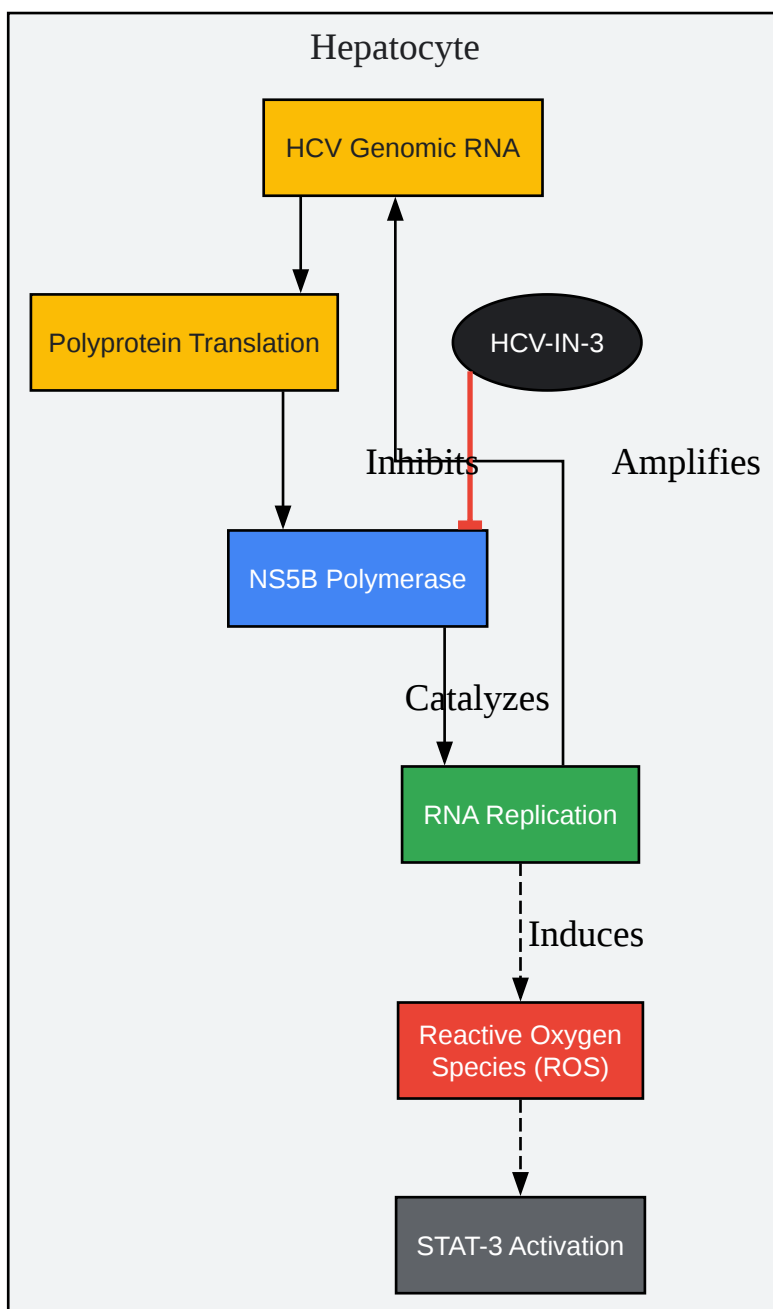 Hepatocyte
HCV Genomic RNA
Polyprotein Translation
HCV-IN-3
Inhibits
Amplifies
NS5B Polymerase
Catalyzes
RNA Replication
Induces
Reactive Oxygen
Species (ROS)
STAT-3 Activation